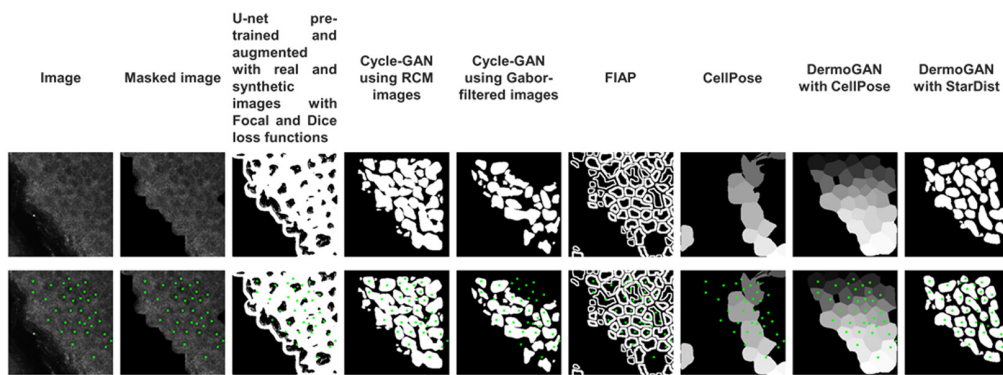 Image
Masked image
U-net pre-
trained and
augmented
with real and
synthetic
images with
Focal and Dice
loss functions
Cycle-GAN
using RCM
images
Cycle-GAN
using Gabor-
filtered images
FIAP
CellPose
DermoGAN
with CellPose
DermoGAN
with StarDist